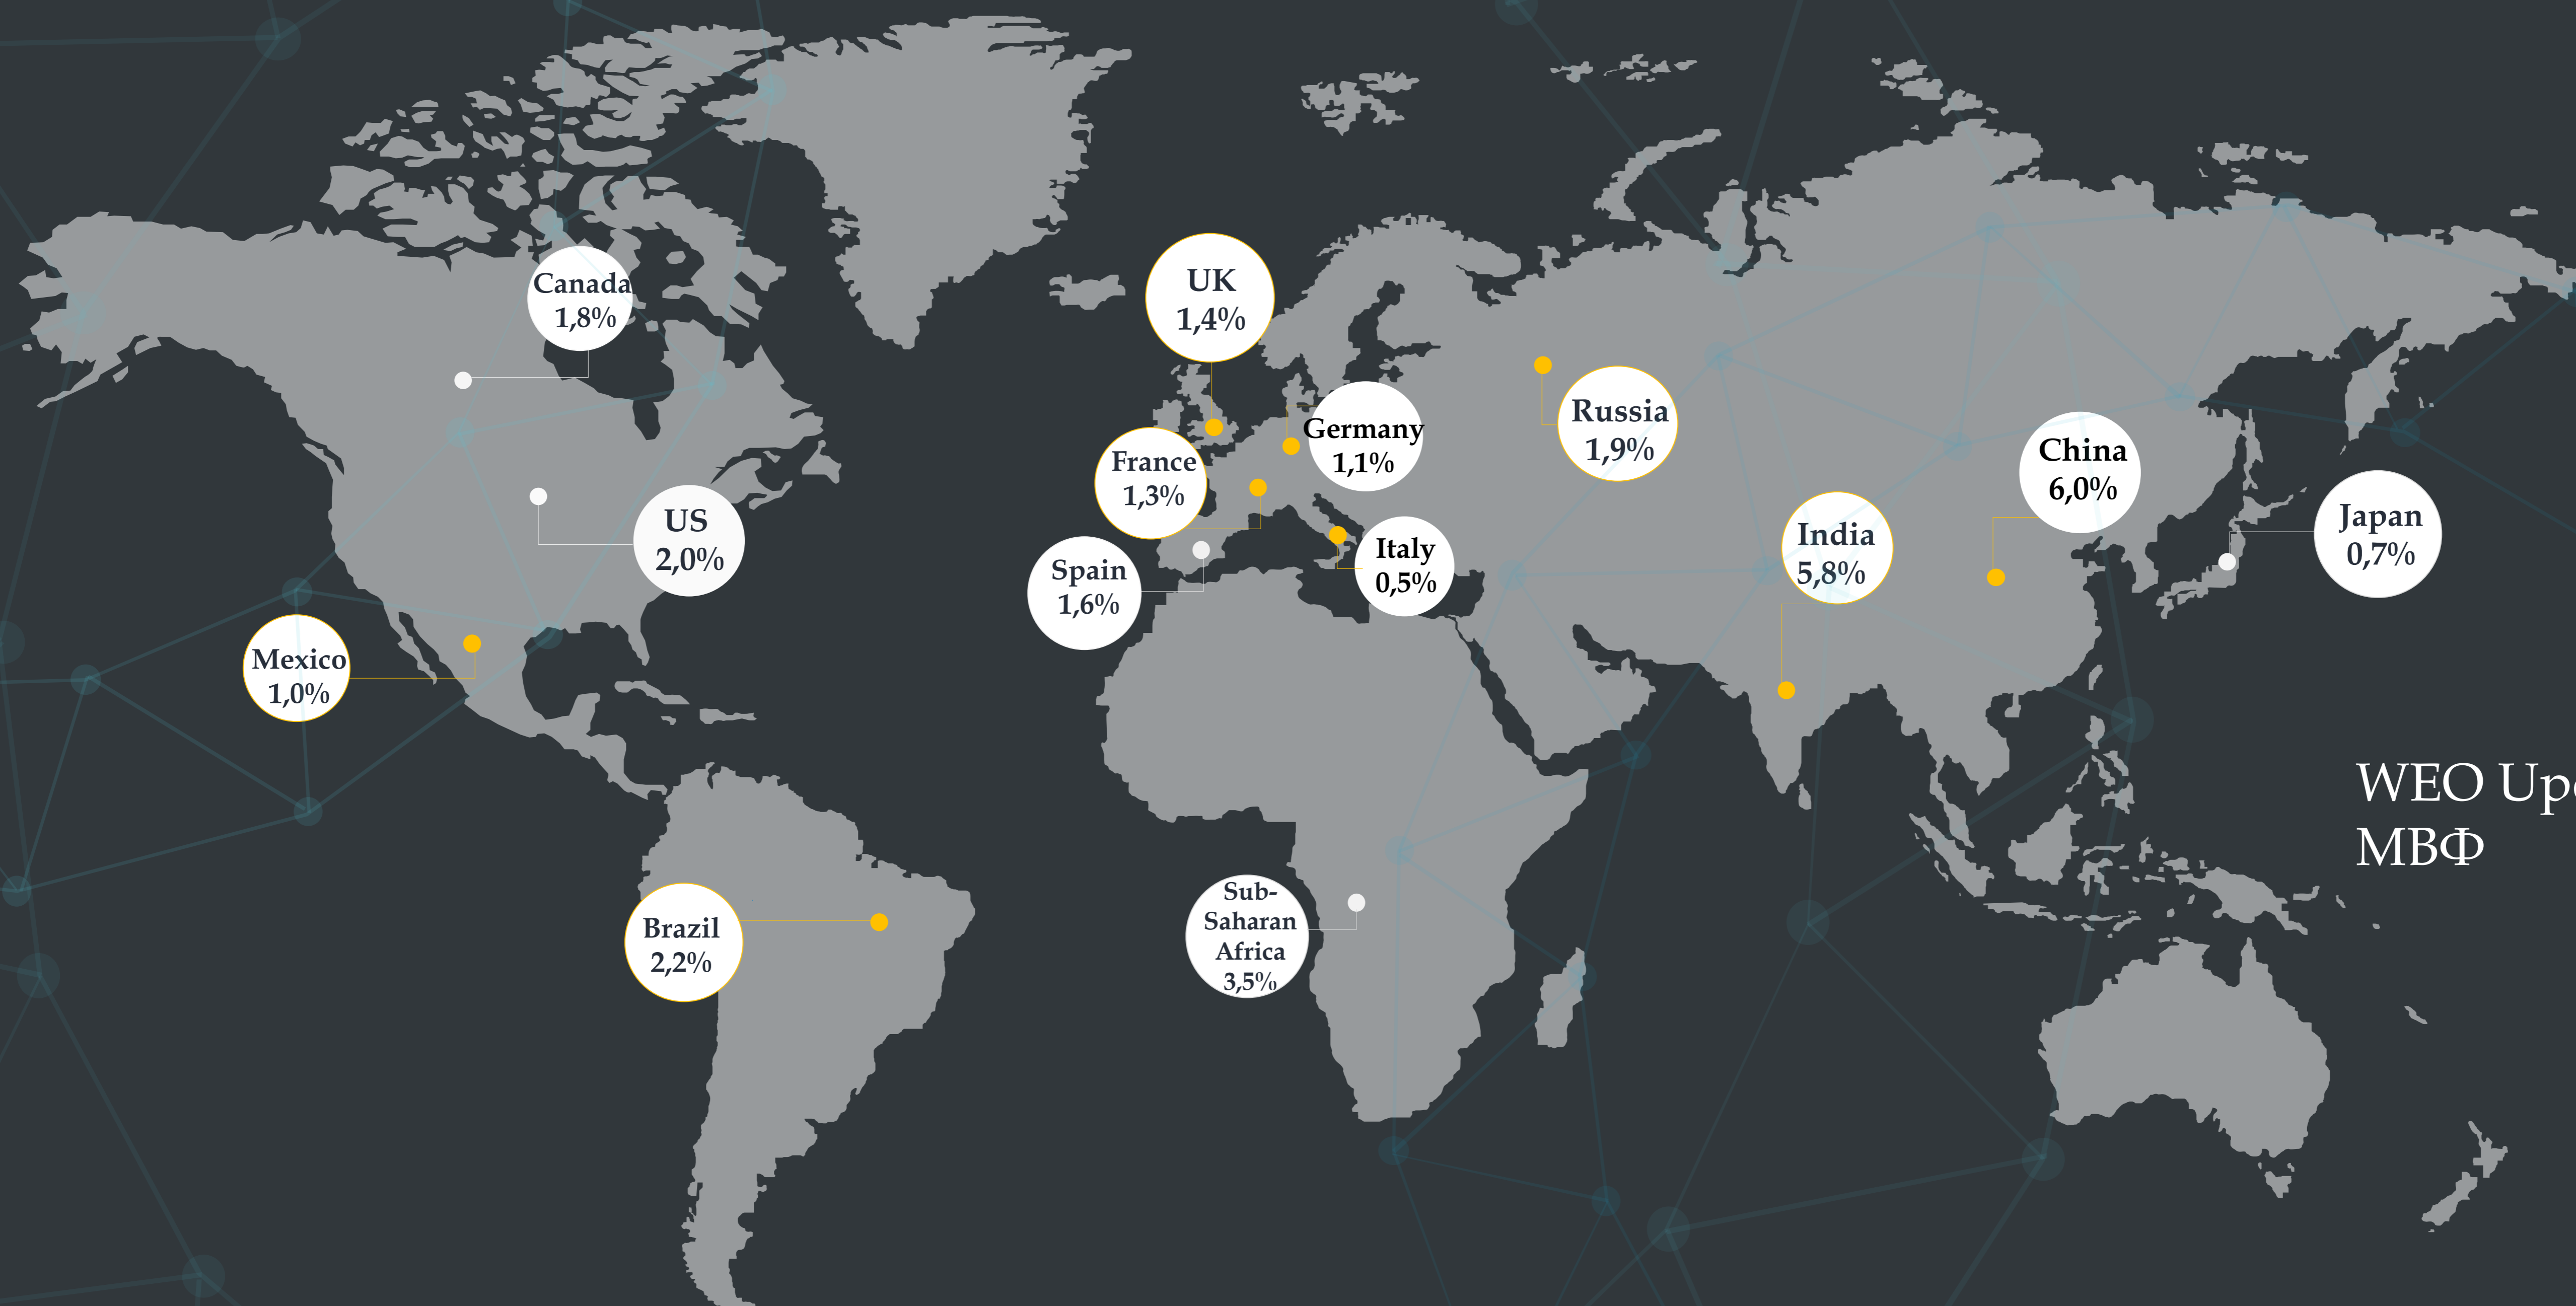 Canada
1,8%
UK
1,4%
Germany
1,1%
Russia
1,9%
France
1,3%
China
6,0%
US
2,0%
Japan
0,7%
India
5,8%
Italy
0,5%
Spain
1,6%
Mexico
1,0%
WEO
МВФ
Brazil
2,2%
Sub-
Saharan
Africa
3,5%